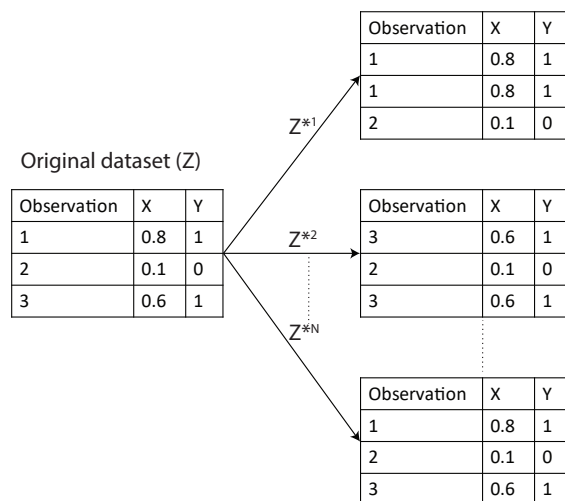 Observation X Y
1 0.8 1
1 0.8 1
2 0.1 0
Z*1
Original dataset (Z)
Observation X Y
1 0.8 1
2 0.1 0
3 0.6 1
Z*2
Observation X Y
3 0.6 1
2 0.1 0
3 0.6 1
Z*N
Observation X Y
1 0.8 1
2 0.1 0
3 0.6 1